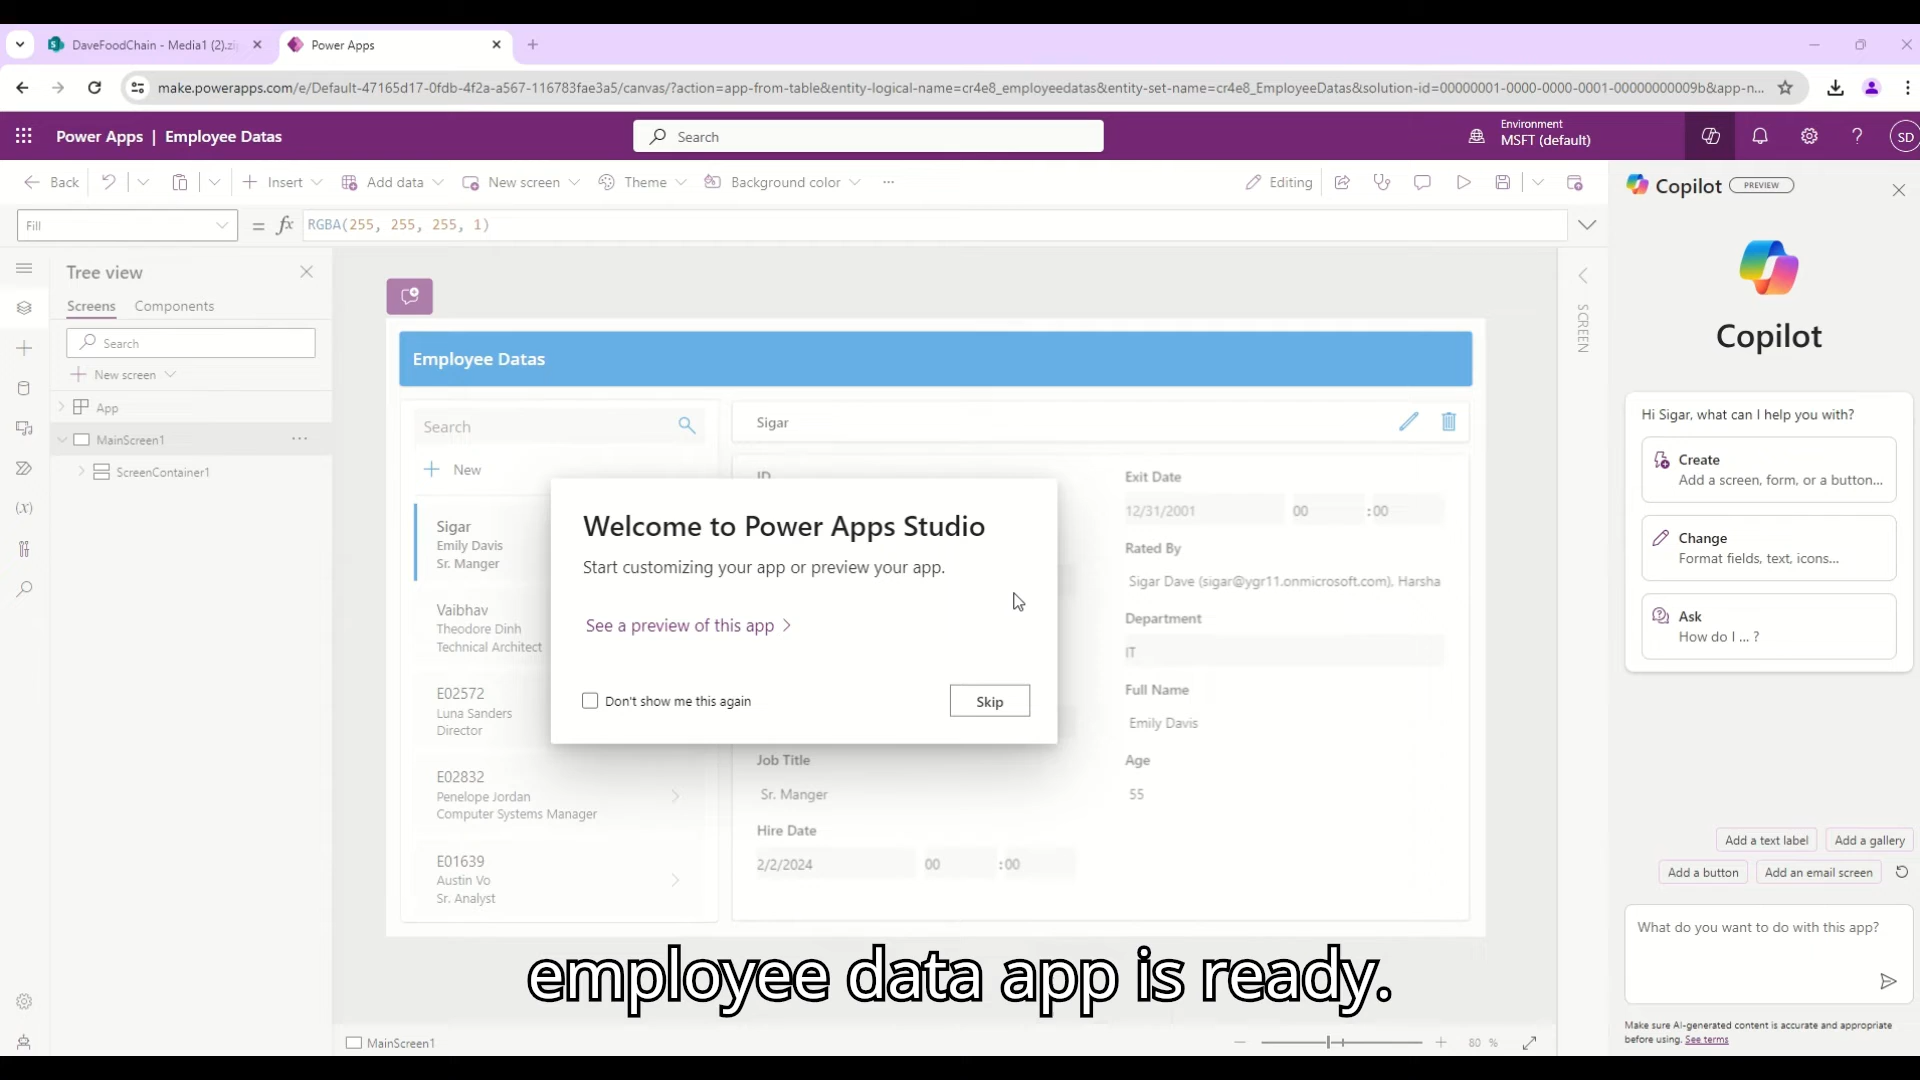 DaveFoodChain - Media1 (2).zi
Power Apps
make.powerapps.com/e/Default-47165d17-0fdb-4f2a-a567-116783fae3a5/canvas/?action=app-from-table&entity-logical-name=cr4e8_employeedatas&entity-set-name=cr4e8_EmployeeDatas&solution-id=00000001-0000-0000-0001-00000000009b&app-n...
Power Apps | Employee Datas
Search
Environment
MSFT (default)
SD
Back
Insert
Add data
New screen
Theme
Background color
...
Editing
Fill
= fx RGBA(255, 255, 255, 1)
Tree view
Screens
Components
Search
New screen
App
MainScreen1
ScreenContainer1
Employee Datas
Search
New
Sigar
Emily Davis
Sr. Manger
Vaibhav
Theodore Dinh
Technical Architect
E02572
Luna Sanders
Director
E02832
Penelope Jordan
Computer Systems Manager
E01639
Austin Vo
Sr. Analyst
Sigar
ID
Job Title
Sr. Manger
Hire Date
2/2/2024 00 :00
Exit Date
12/31/2001 00 :00
Rated By
Sigar Dave (sigar@ygr11.onmicrosoft.com), Harsha
Department
IT
Full Name
Emily Davis
Age
55
Welcome to Power Apps Studio
Start customizing your app or preview your app.
See a preview of this app
Don't show me this again
Skip
SCREEN
Copilot PREVIEW
Copilot
Hi Sigar, what can I help you with?
Create
Add a screen, form, or a button...
Change
Format fields, text, icons...
Ask
How do I ... ?
Add a text label
Add a gallery
Add a button
Add an email screen
What do you want to do with this app?
Make sure AI-generated content is accurate and appropriate
before using. See terms
employee data app is ready.
MainScreen1
80 %